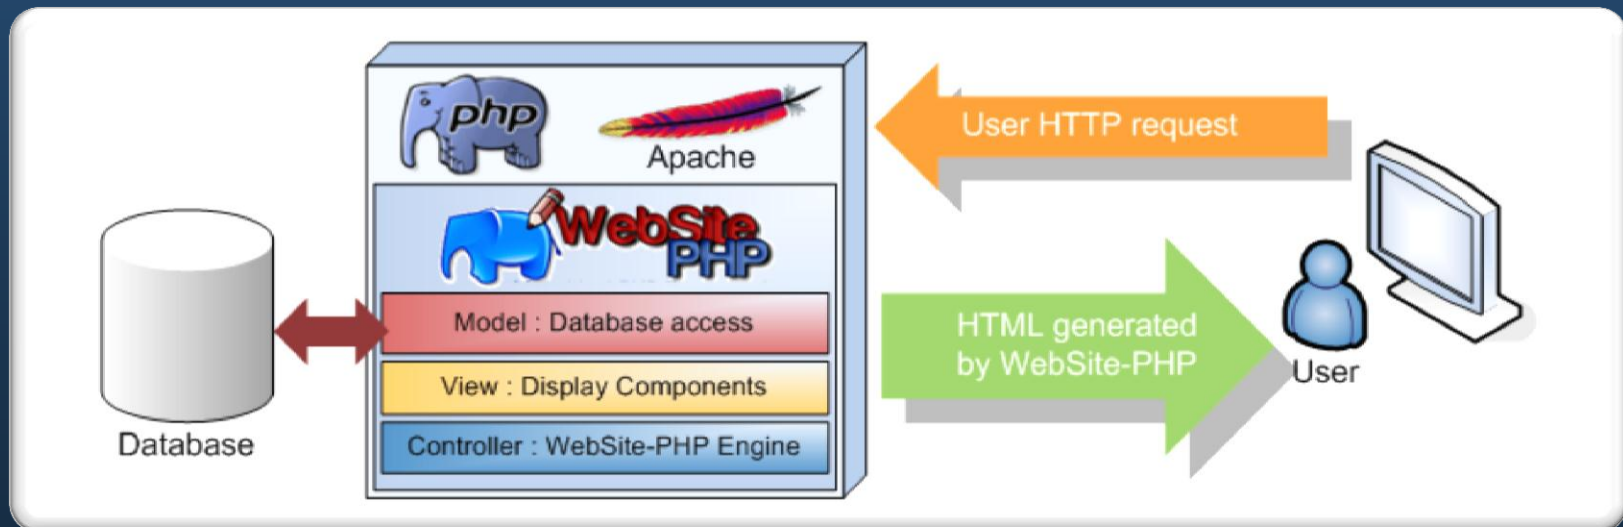 php
Apache
WebSite
PHP
Model : Database access
View : Display Components
Controller : WebSite-PHP Engine
Database
User HTTP request
HTML generated
by WebSite-PHP
User